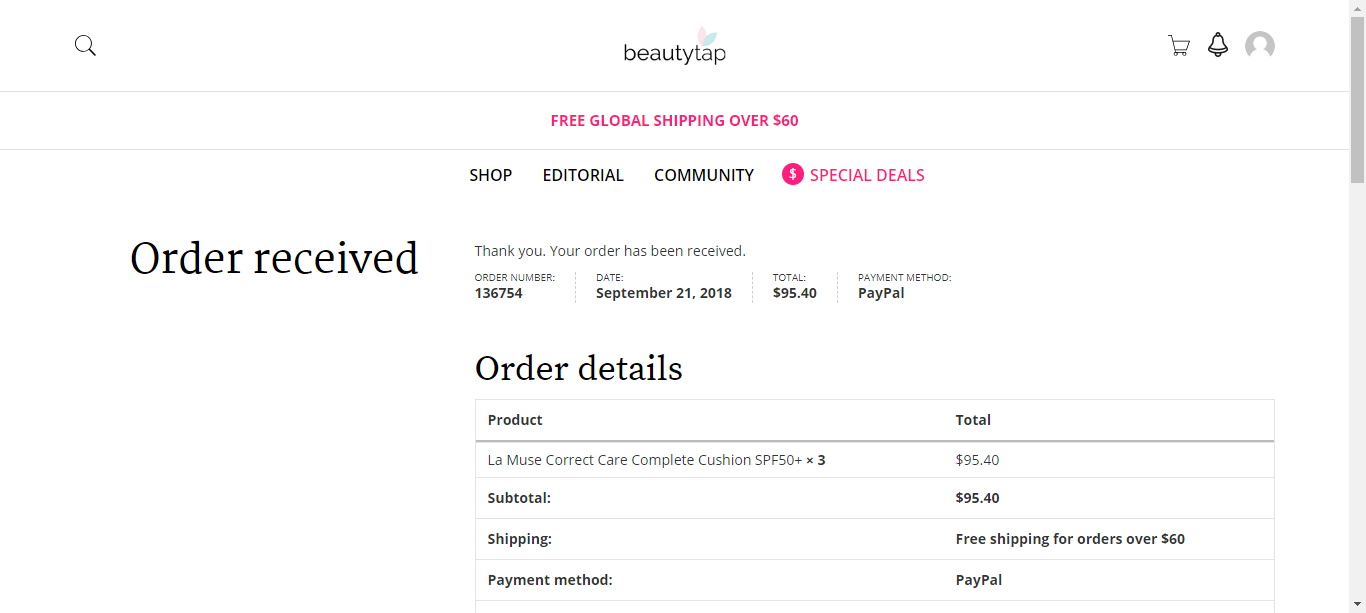 beautytap
FREE GLOBAL SHIPPING OVER $60
SHOP EDITORIAL COMMUNITY $ SPECIAL DEALS
Order received
Thank you. Your order has been received.
ORDER NUMBER: DATE: TOTAL: PAYMENT METHOD:
136754 September 21, 2018 $95.40 PayPal
Order details
Product Total
La Muse Correct Care Complete Cushion SPF50+ × 3 $95.40
Subtotal: $95.40
Shipping: Free shipping for orders over $60
Payment method: PayPal